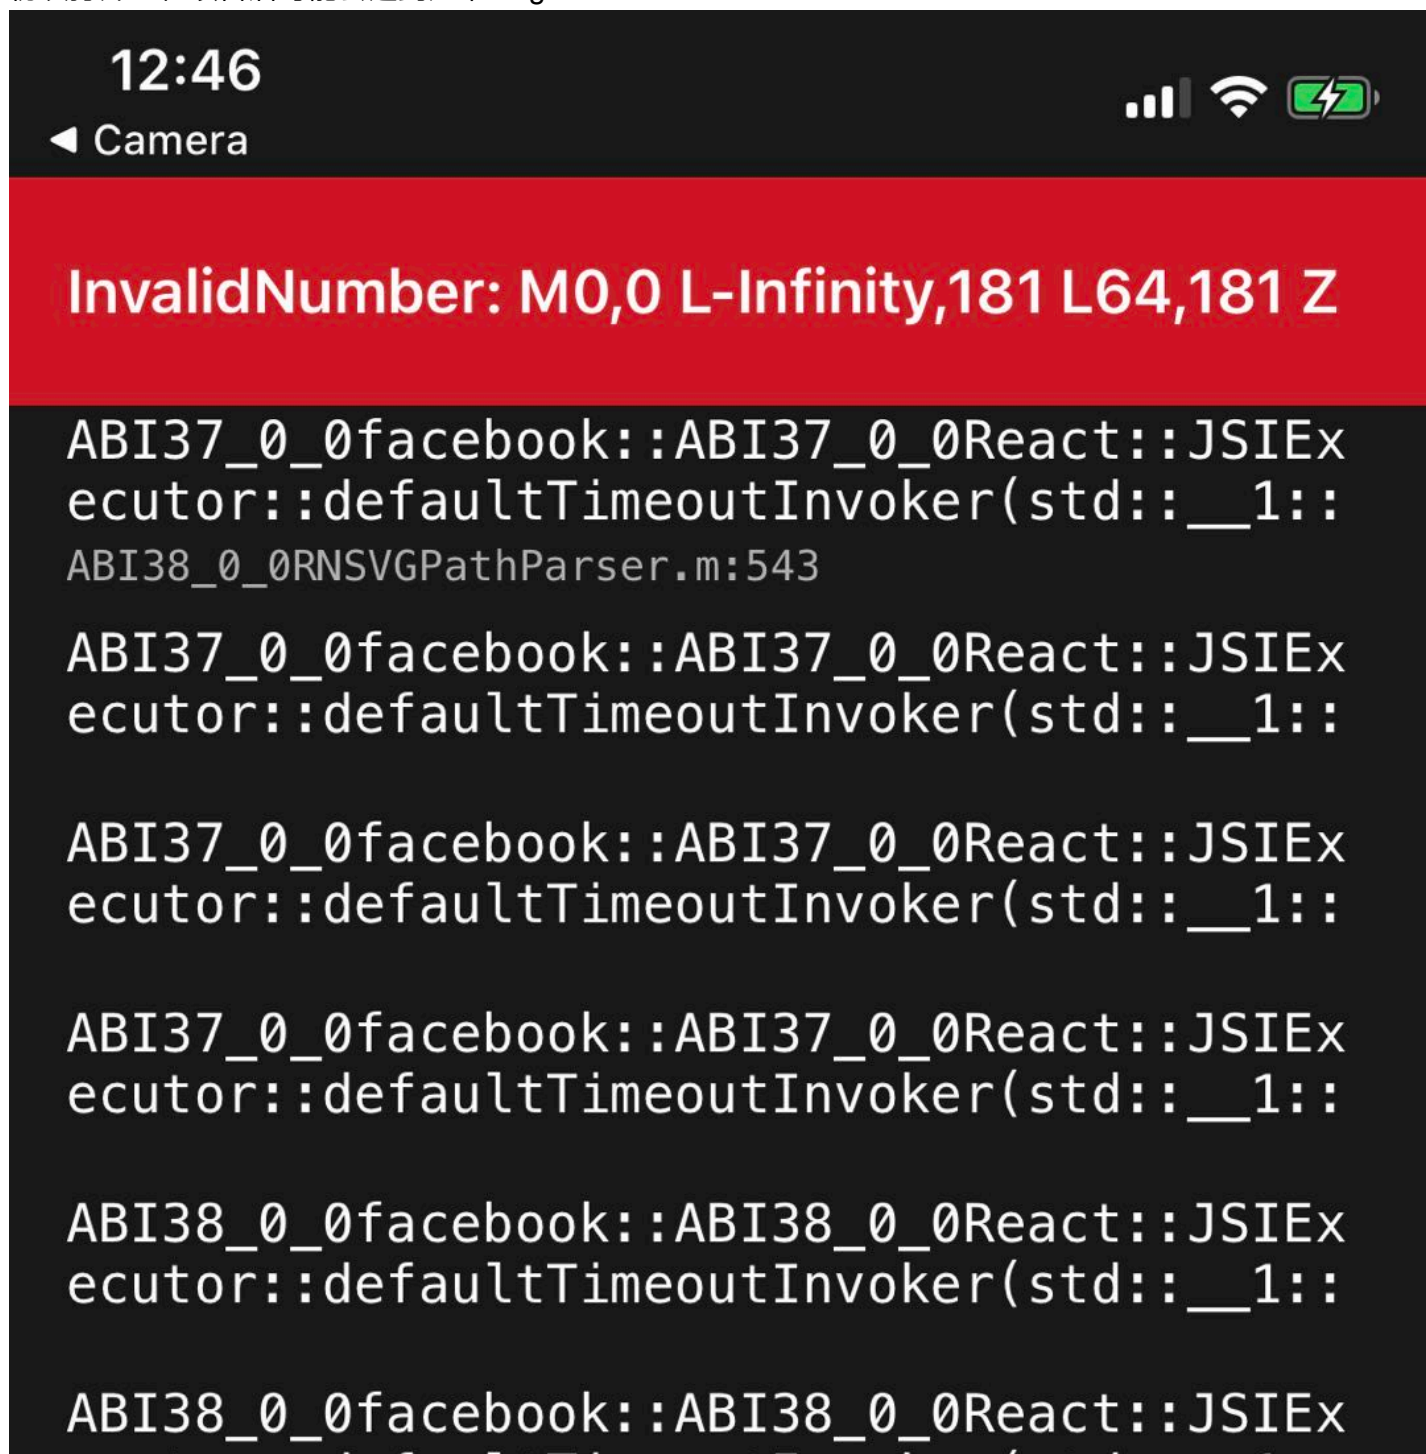 12:46
◀ Camera
InvalidNumber: M0,0 L-Infinity,181 L64,181 Z
ABI37_0_0facebook::ABI37_0_0React::JSIEx
ecutor::defaultTimeoutInvoker(std::__1::
ABI38_0_0RNSVGPathParser.m:543
ABI37_0_0facebook::ABI37_0_0React::JSIEx
ecutor::defaultTimeoutInvoker(std::__1::
ABI37_0_0facebook::ABI37_0_0React::JSIEx
ecutor::defaultTimeoutInvoker(std::__1::
ABI37_0_0facebook::ABI37_0_0React::JSIEx
ecutor::defaultTimeoutInvoker(std::__1::
ABI38_0_0facebook::ABI38_0_0React::JSIEx
ecutor::defaultTimeoutInvoker(std::__1::
ABI38_0_0facebook::ABI38_0_0React::JSIEx